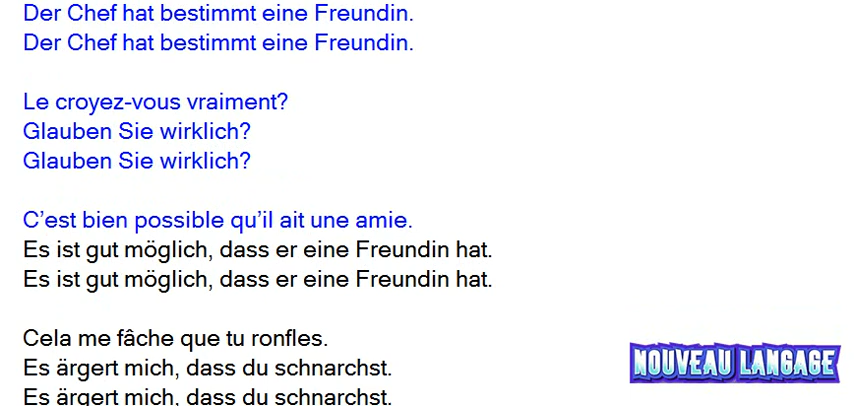 Der Chef hat bestimmt eine Freundin.
Der Chef hat bestimmt eine Freundin.
Le croyez-vous vraiment?
Glauben Sie wirklich?
Glauben Sie wirklich?
C’est bien possible qu’il ait une amie.
Es ist gut möglich, dass er eine Freundin hat.
Es ist gut möglich, dass er eine Freundin hat.
Cela me fâche que tu ronfles.
Es ärgert mich, dass du schnarchst.
NOUVEAU LANGAGE
Es ärgert mich, dass du schnarchst.